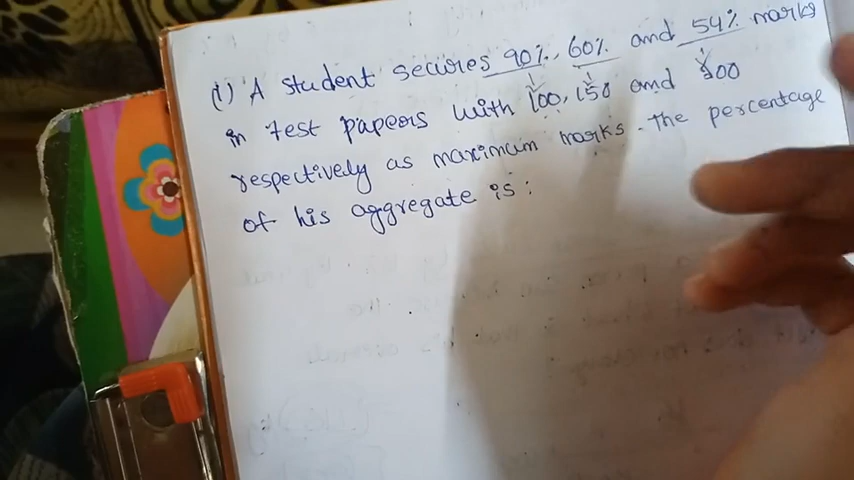 (1) A student secures 90%, 60% and 54% marks
in test papers with 100, 150 and 200
respectively as maximum marks. the percentage
of his aggregate is: